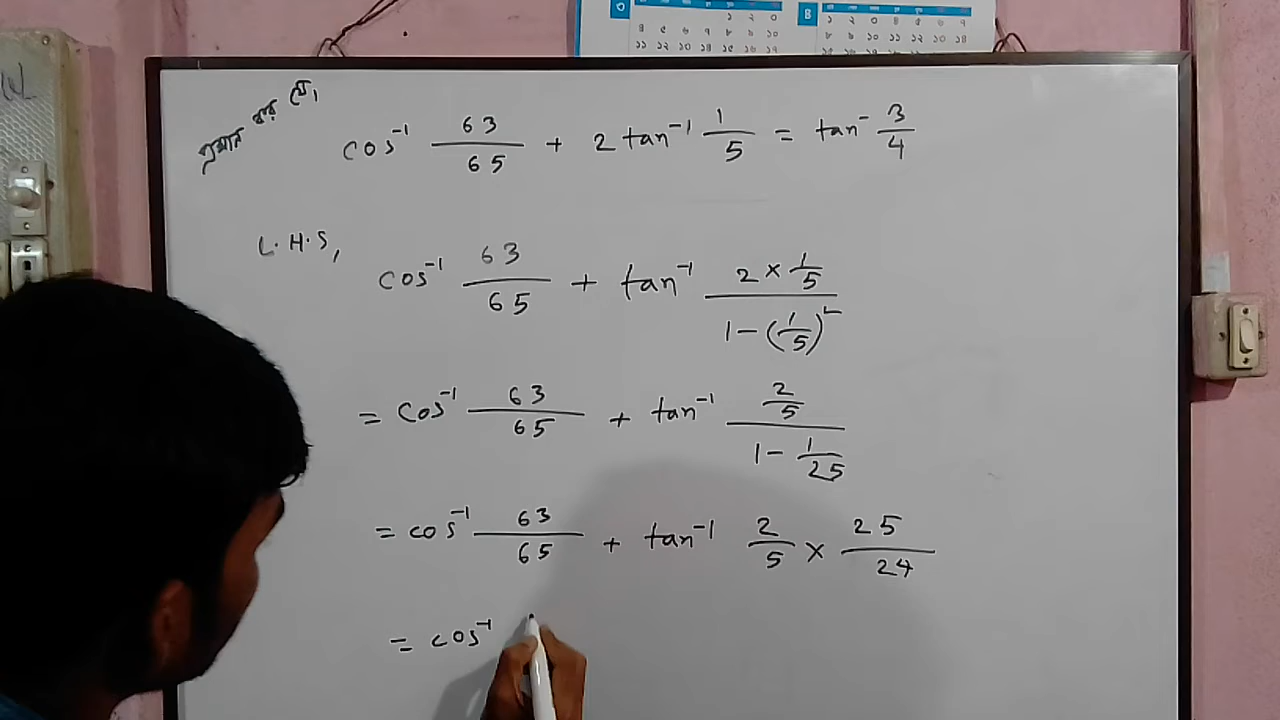 প্রমাণ কর যে,
cos⁻¹ 63/65 + 2 tan⁻¹ 1/5 = tan⁻ 3/4
L.H.S,
cos⁻¹ 63/65 + tan⁻¹ (2 × 1/5)/(1 − (1/5)²)
= cos⁻¹ 63/65 + tan⁻¹ (2/5)/(1 − 1/25)
= cos⁻¹ 63/65 + tan⁻¹ 2/5 × 25/24
= cos⁻¹